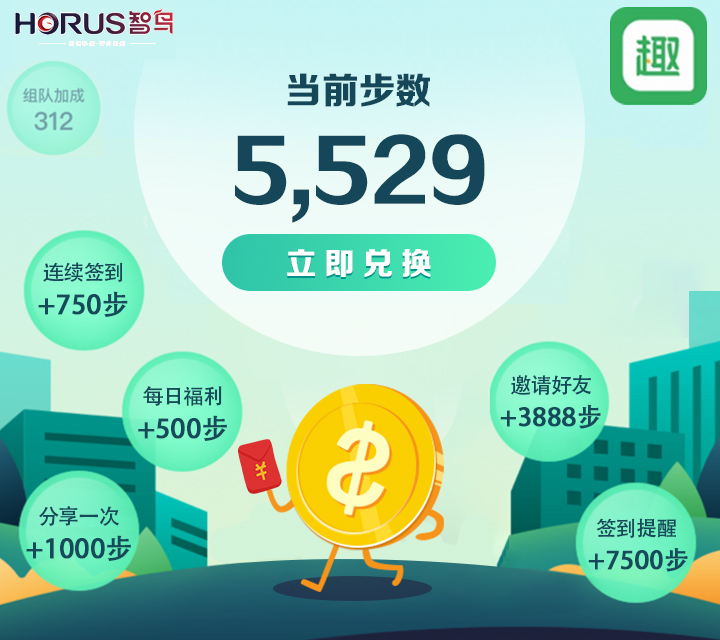 HORUS智鸟
趣
组队加成
312
当前步数
5,529
立即兑换
连续签到
+750步
每日福利
+500步
邀请好友
+3888步
分享一次
+1000步
签到提醒
+7500步
¥